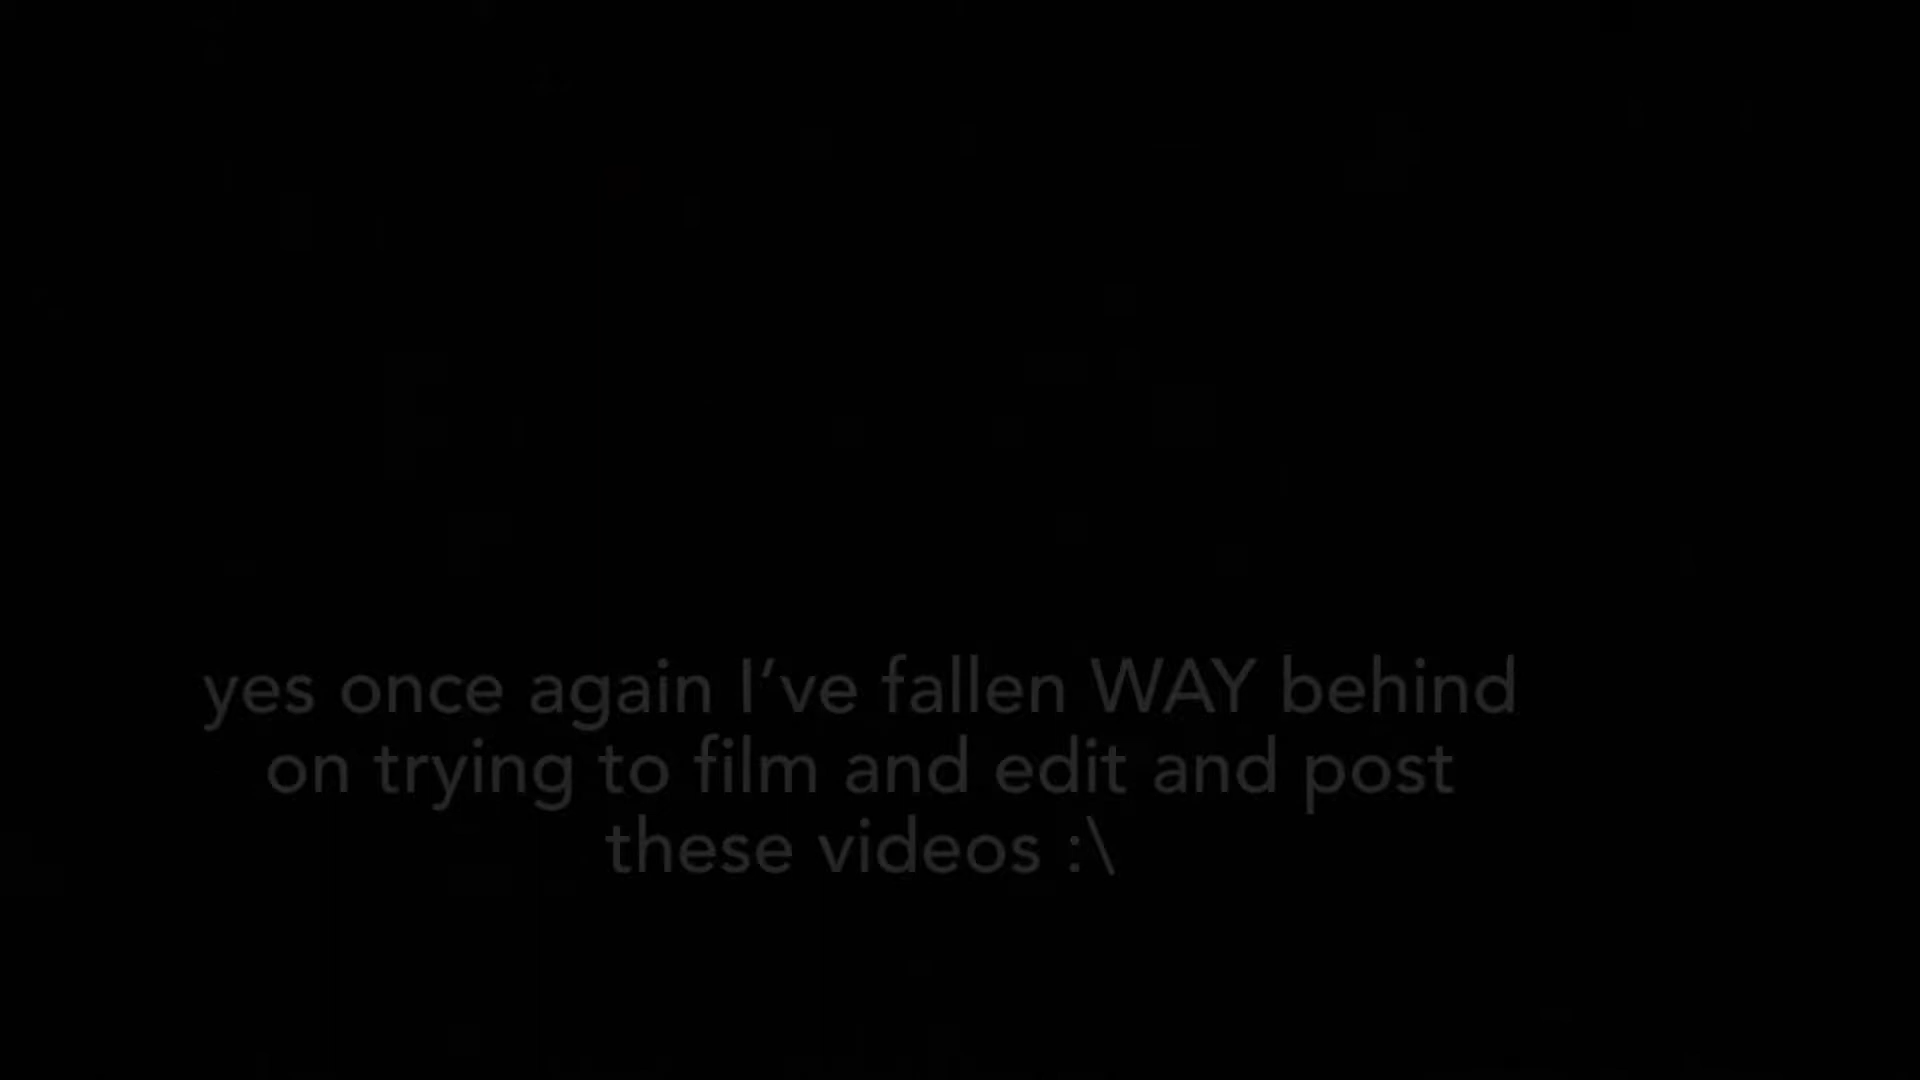 yes once again I’ve fallen WAY behind
on trying to film and edit and post
these videos :\